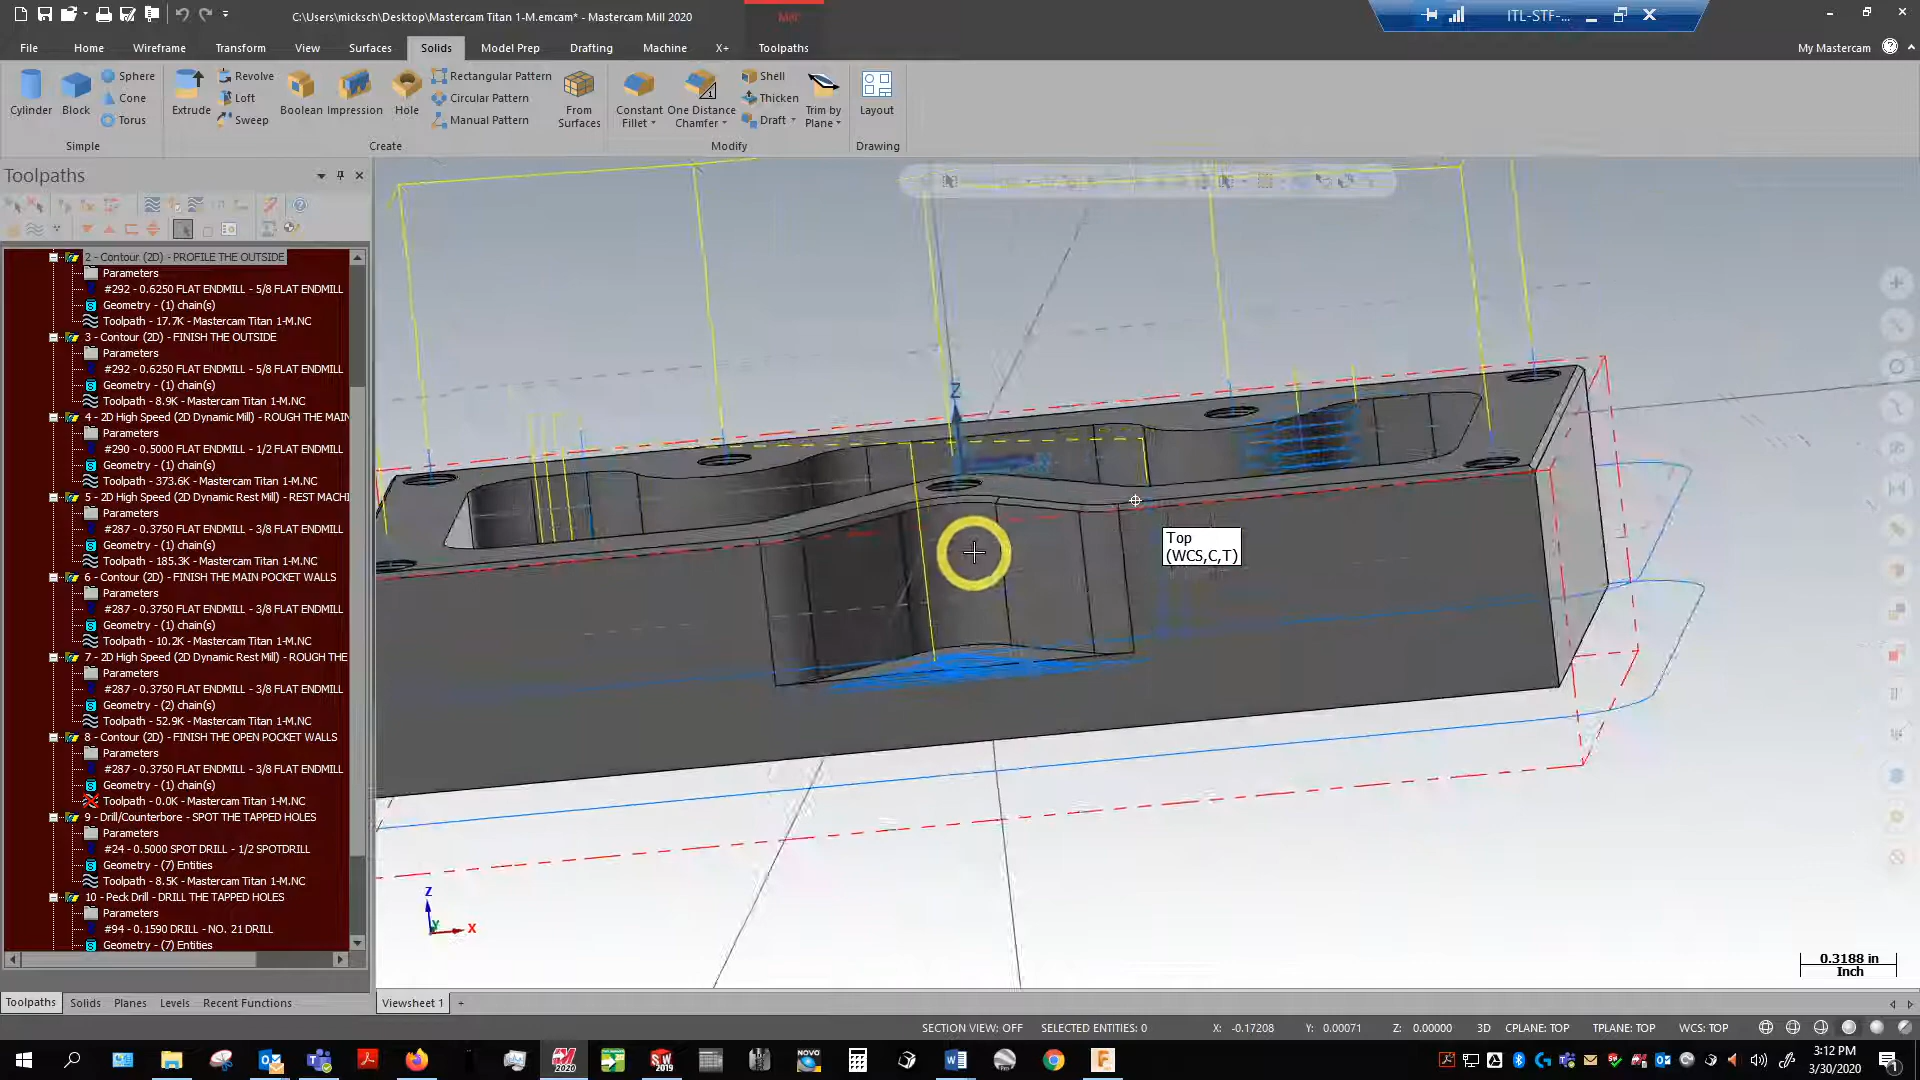 C:\Users\micksch\Desktop\Mastercam Titan 1-M.emcam* - Mastercam Mill 2020
Mill
ITL-STF-...
File Home Wireframe Transform View Surfaces Solids Model Prep Drafting Machine X+ Toolpaths
My Mastercam
Cylinder
Block
Sphere
Cone
Torus
Simple
Extrude
Revolve
Loft
Sweep
Boolean
Impression
Hole
Rectangular Pattern
Circular Pattern
Manual Pattern
From Surfaces
Create
Constant Fillet
One Distance Chamfer
Shell
Thicken
Draft
Trim by Plane
Modify
Layout
Drawing
Toolpaths
2 - Contour (2D) - PROFILE THE OUTSIDE
Parameters
#292 - 0.6250 FLAT ENDMILL - 5/8 FLAT ENDMILL
Geometry - (1) chain(s)
Toolpath - 17.7K - Mastercam Titan 1-M.NC
3 - Contour (2D) - FINISH THE OUTSIDE
Parameters
#292 - 0.6250 FLAT ENDMILL - 5/8 FLAT ENDMILL
Geometry - (1) chain(s)
Toolpath - 8.9K - Mastercam Titan 1-M.NC
4 - 2D High Speed (2D Dynamic Mill) - ROUGH THE MAIN
Parameters
#290 - 0.5000 FLAT ENDMILL - 1/2 FLAT ENDMILL
Geometry - (1) chain(s)
Toolpath - 373.6K - Mastercam Titan 1-M.NC
5 - 2D High Speed (2D Dynamic Rest Mill) - REST MACHI
Parameters
#287 - 0.3750 FLAT ENDMILL - 3/8 FLAT ENDMILL
Geometry - (1) chain(s)
Toolpath - 185.3K - Mastercam Titan 1-M.NC
6 - Contour (2D) - FINISH THE MAIN POCKET WALLS
Parameters
#287 - 0.3750 FLAT ENDMILL - 3/8 FLAT ENDMILL
Geometry - (1) chain(s)
Toolpath - 10.2K - Mastercam Titan 1-M.NC
7 - 2D High Speed (2D Dynamic Rest Mill) - ROUGH THE
Parameters
#287 - 0.3750 FLAT ENDMILL - 3/8 FLAT ENDMILL
Geometry - (2) chain(s)
Toolpath - 52.9K - Mastercam Titan 1-M.NC
8 - Contour (2D) - FINISH THE OPEN POCKET WALLS
Parameters
#287 - 0.3750 FLAT ENDMILL - 3/8 FLAT ENDMILL
Geometry - (1) chain(s)
Toolpath - 0.0K - Mastercam Titan 1-M.NC
9 - Drill/Counterbore - SPOT THE TAPPED HOLES
Parameters
#24 - 0.5000 SPOT DRILL - 1/2 SPOTDRILL
Geometry - (7) Entities
Toolpath - 8.5K - Mastercam Titan 1-M.NC
10 - Peck Drill - DRILL THE TAPPED HOLES
Parameters
#94 - 0.1590 DRILL - NO. 21 DRILL
Geometry - (7) Entities
Z
Top
(WCS,C,T)
Z
Y
X
0.3188 in
Inch
Toolpaths Solids Planes Levels Recent Functions
Viewsheet 1 +
SECTION VIEW: OFF SELECTED ENTITIES: 0 X: -0.17208 Y: 0.00071 Z: 0.00000 3D CPLANE: TOP TPLANE: TOP WCS: TOP
2020
2019
NOVO
3:12 PM
3/30/2020